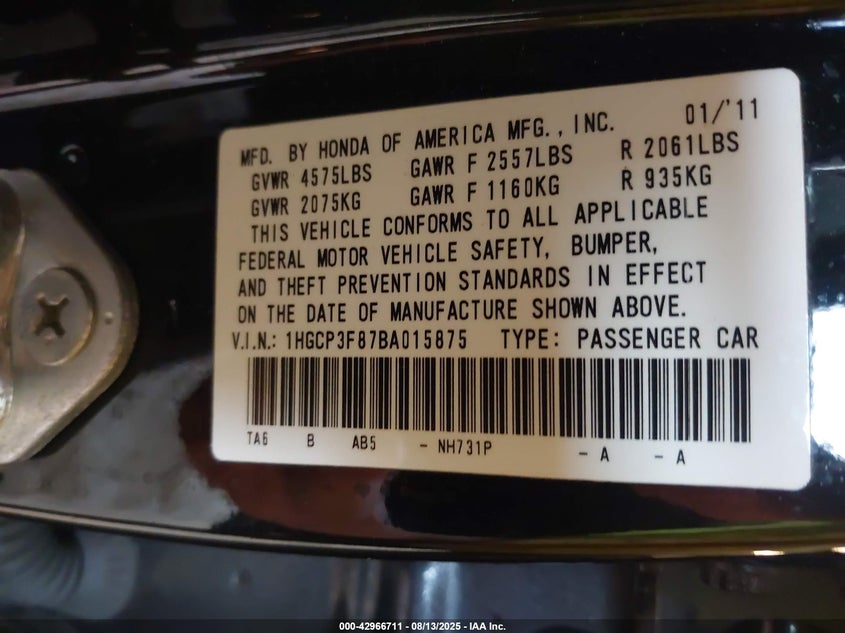 MFD. BY HONDA OF AMERICA MFG., INC. 01/'11
GVWR 4575LBS GAWR F 2557LBS R 2061LBS
GVWR 2075KG GAWR F 1160KG R 935KG
THIS VEHICLE CONFORMS TO ALL APPLICABLE
FEDERAL MOTOR VEHICLE SAFETY, BUMPER,
AND THEFT PREVENTION STANDARDS IN EFFECT
ON THE DATE OF MANUFACTURE SHOWN ABOVE.
V.I.N.: 1HGCP3F87BA015875 TYPE: PASSENGER CAR
TA6 B AB5 - NH731P - A - A
000-42966711 - 08/13/2025 - IAA Inc.